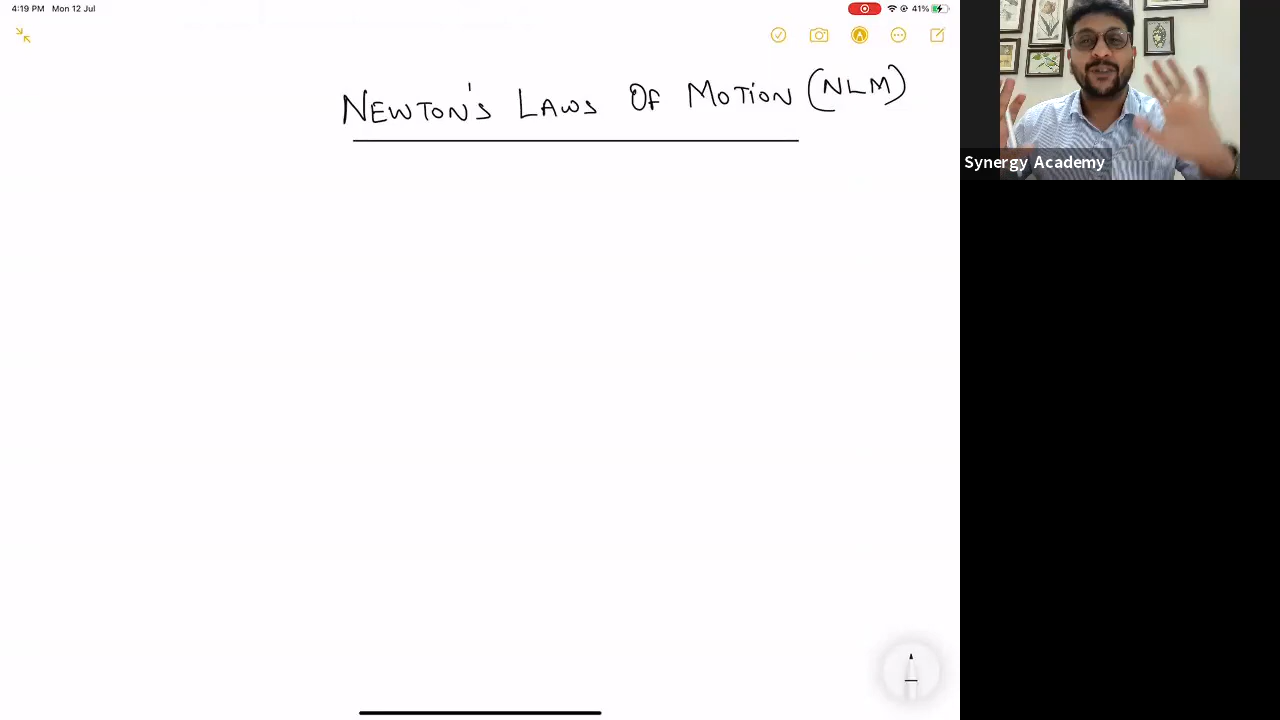 4:19 PM Mon 12 Jul
41%
NEWTON'S LAWS OF MOTION (NLM)
Synergy Academy